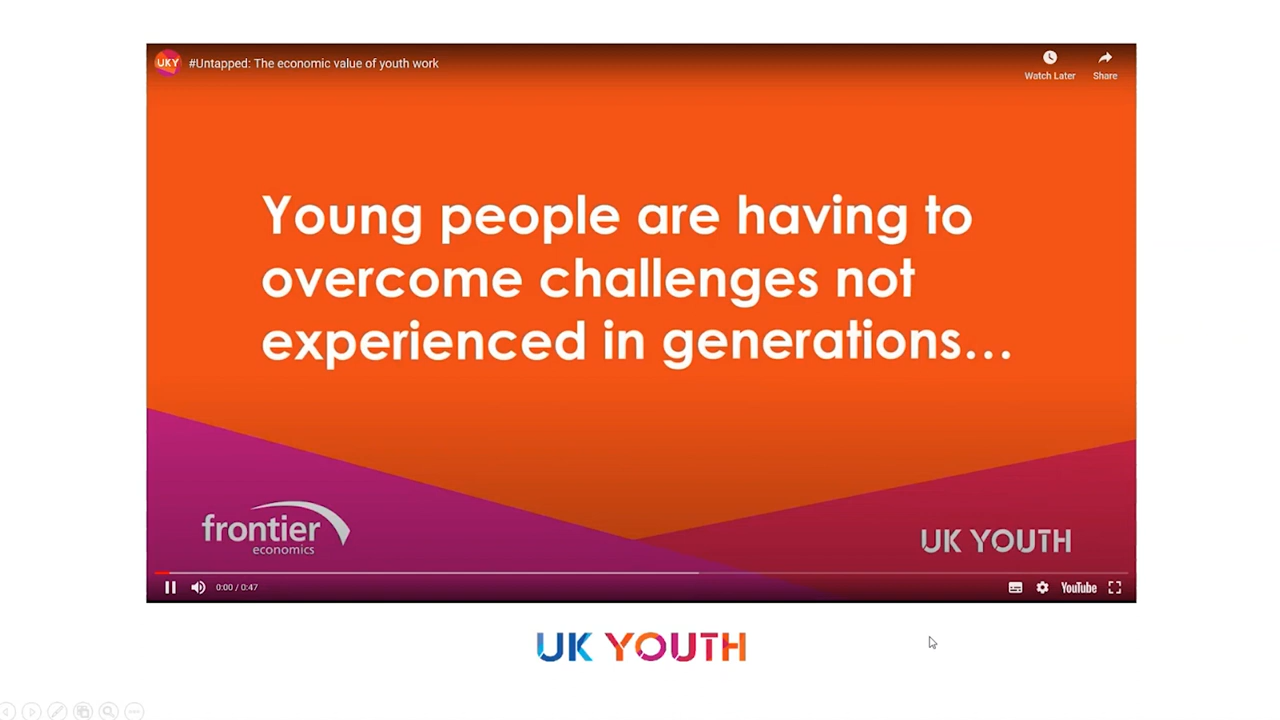 UKY
#Untapped: The economic value of youth work
Watch Later
Share
Young people are having to
overcome challenges not
experienced in generations...
frontier
economics
UK YOUTH
0:00 / 0:47
YouTube
UK YOUTH